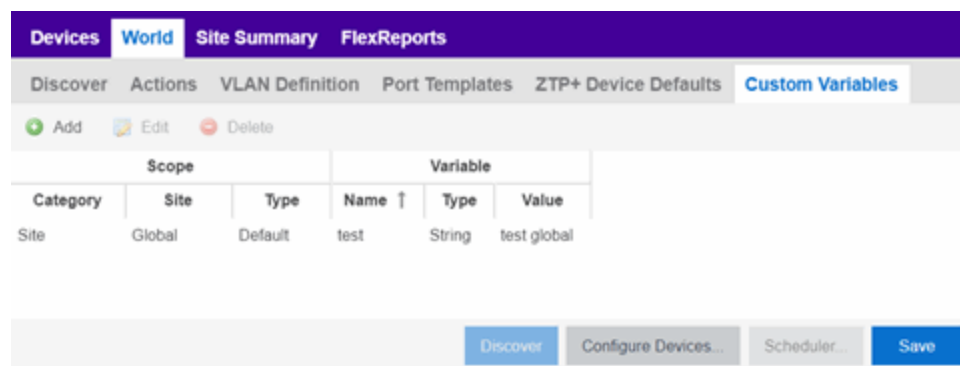 Devices World Site Summary FlexReports
Discover Actions VLAN Definition Port Templates ZTP+ Device Defaults Custom Variables
Add Edit Delete
Scope Variable
Category Site Type Name ↑ Type Value
Site Global Default test String test global
Discover Configure Devices... Scheduler... Save